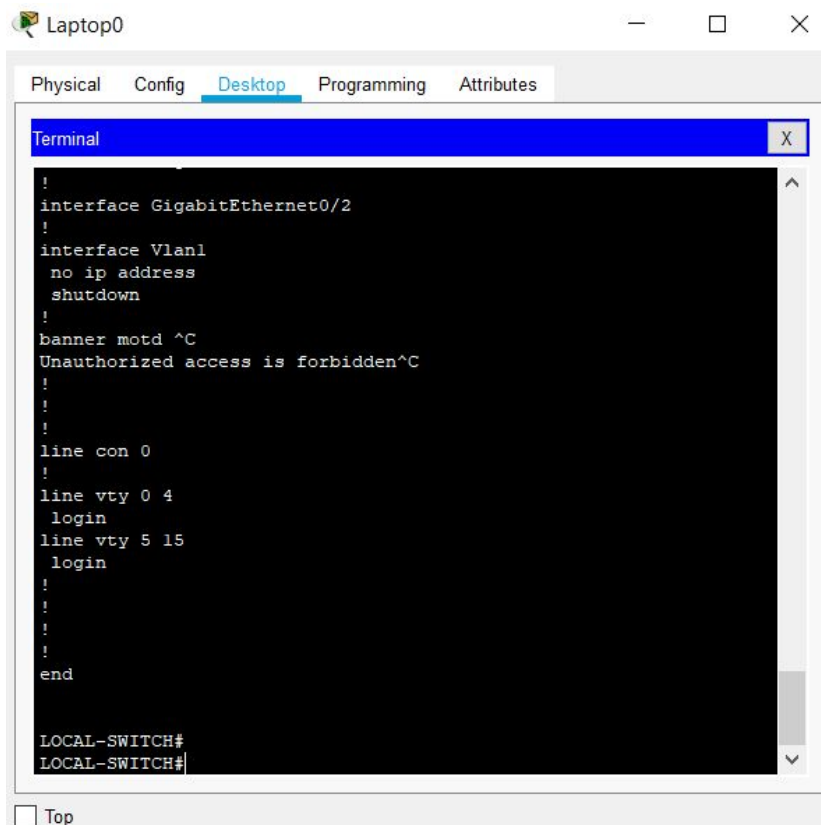 Laptop0
Physical Config Desktop Programming Attributes
Terminal X
!
interface GigabitEthernet0/2
!
interface Vlan1
 no ip address
 shutdown
!
banner motd ^C
Unauthorized access is forbidden^C
!
!
!
line con 0
!
line vty 0 4
 login
line vty 5 15
 login
!
!
!
!
end
LOCAL-SWITCH#
LOCAL-SWITCH#
Top